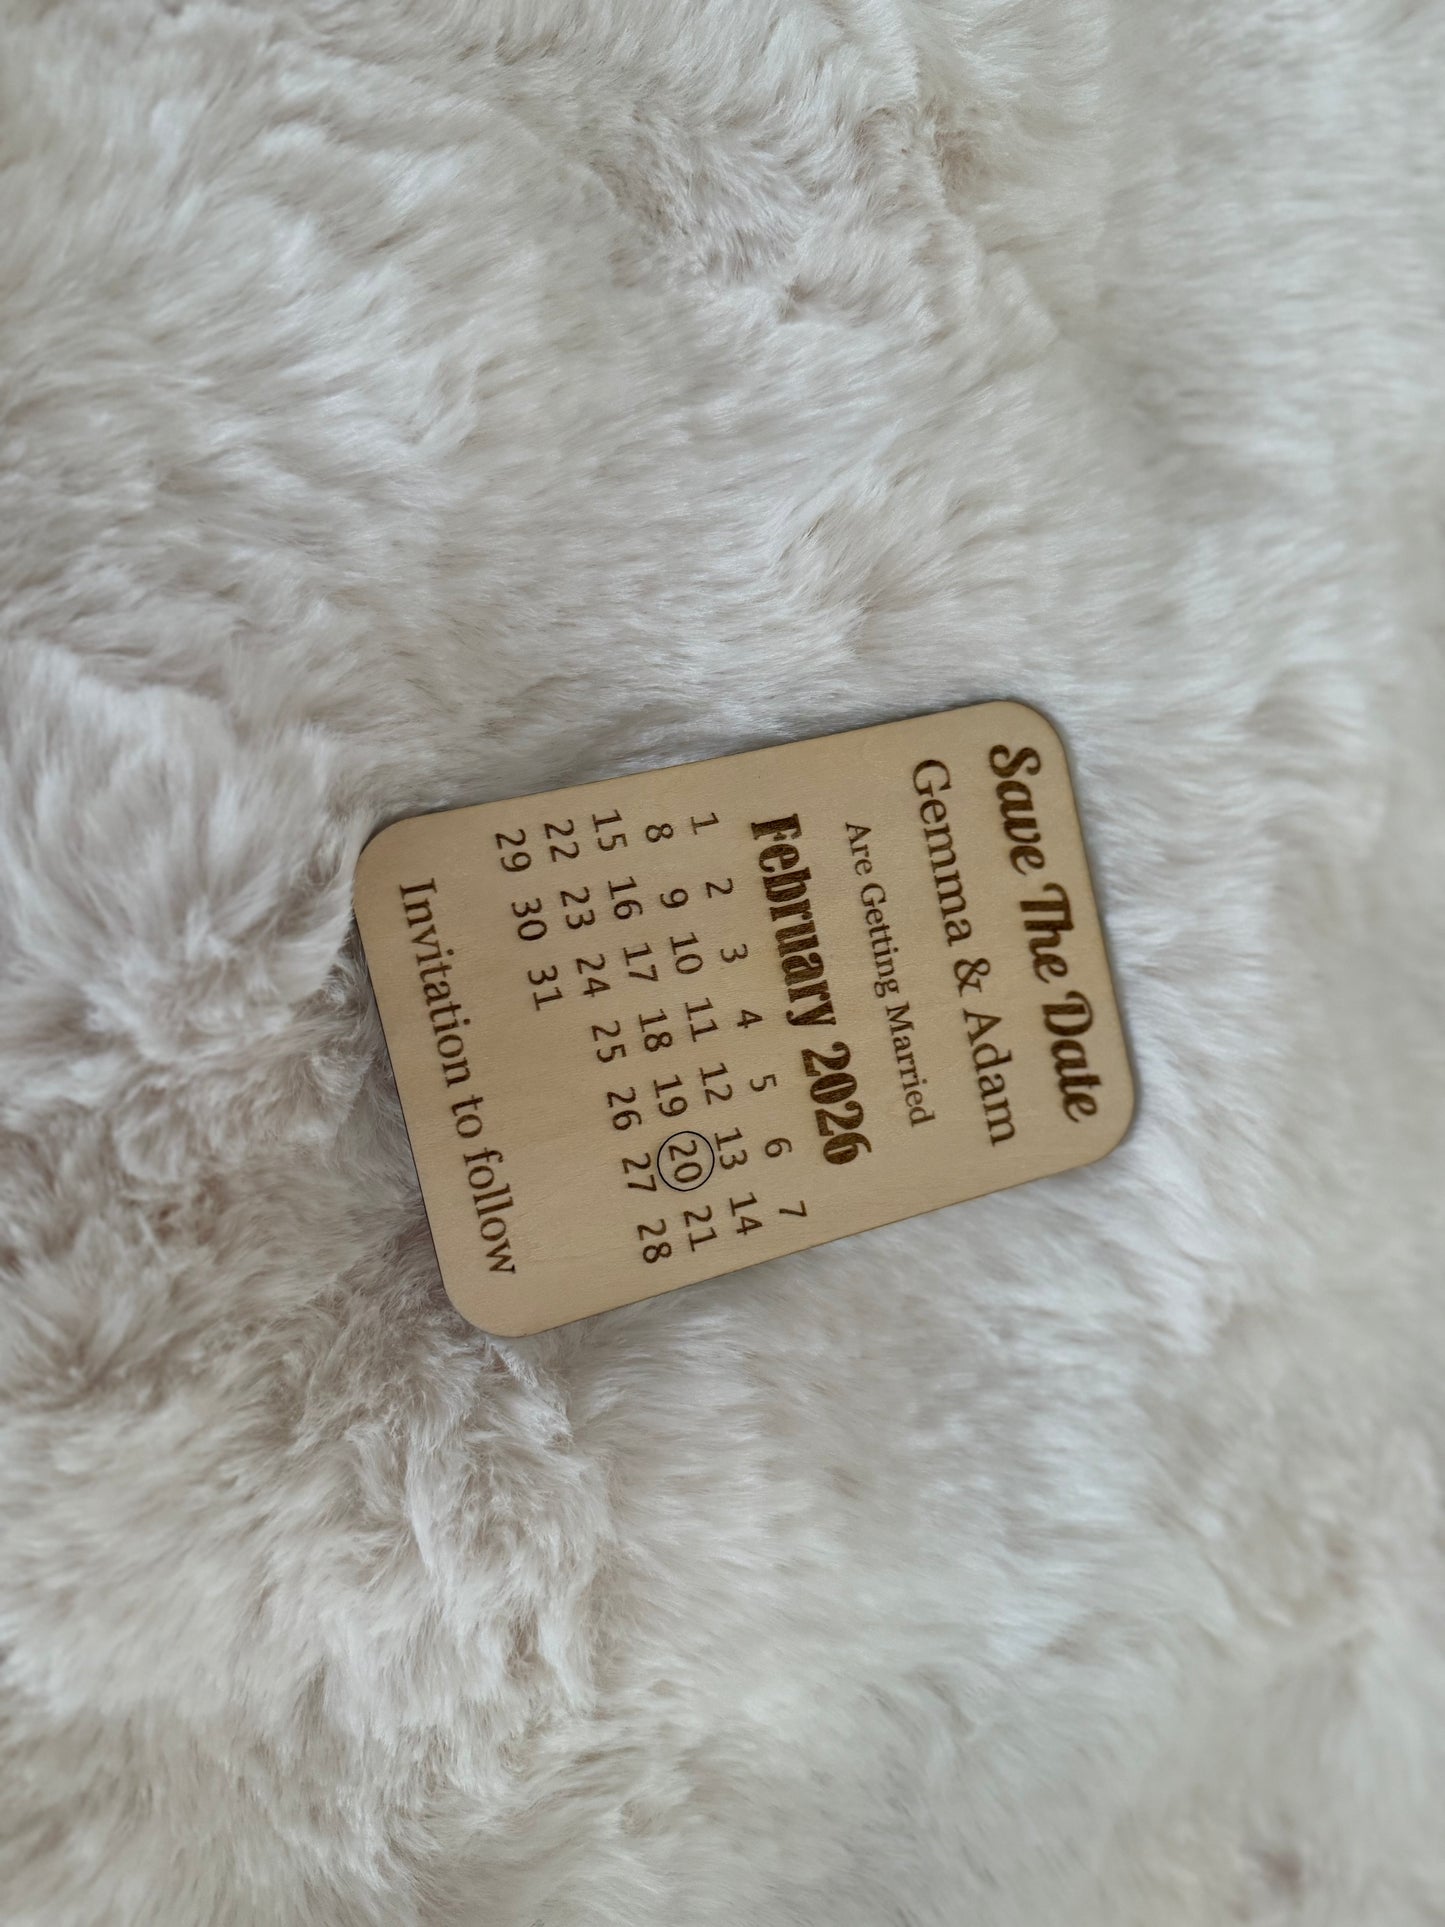 Save The Date
Gemma & Adam
Are Getting Married
February 2026
1 2 3 4 5 6 7
8 9 10 11 12 13 14
15 16 17 18 19 20 21
22 23 24 25 26 27 28
29 30 31
Invitation to follow